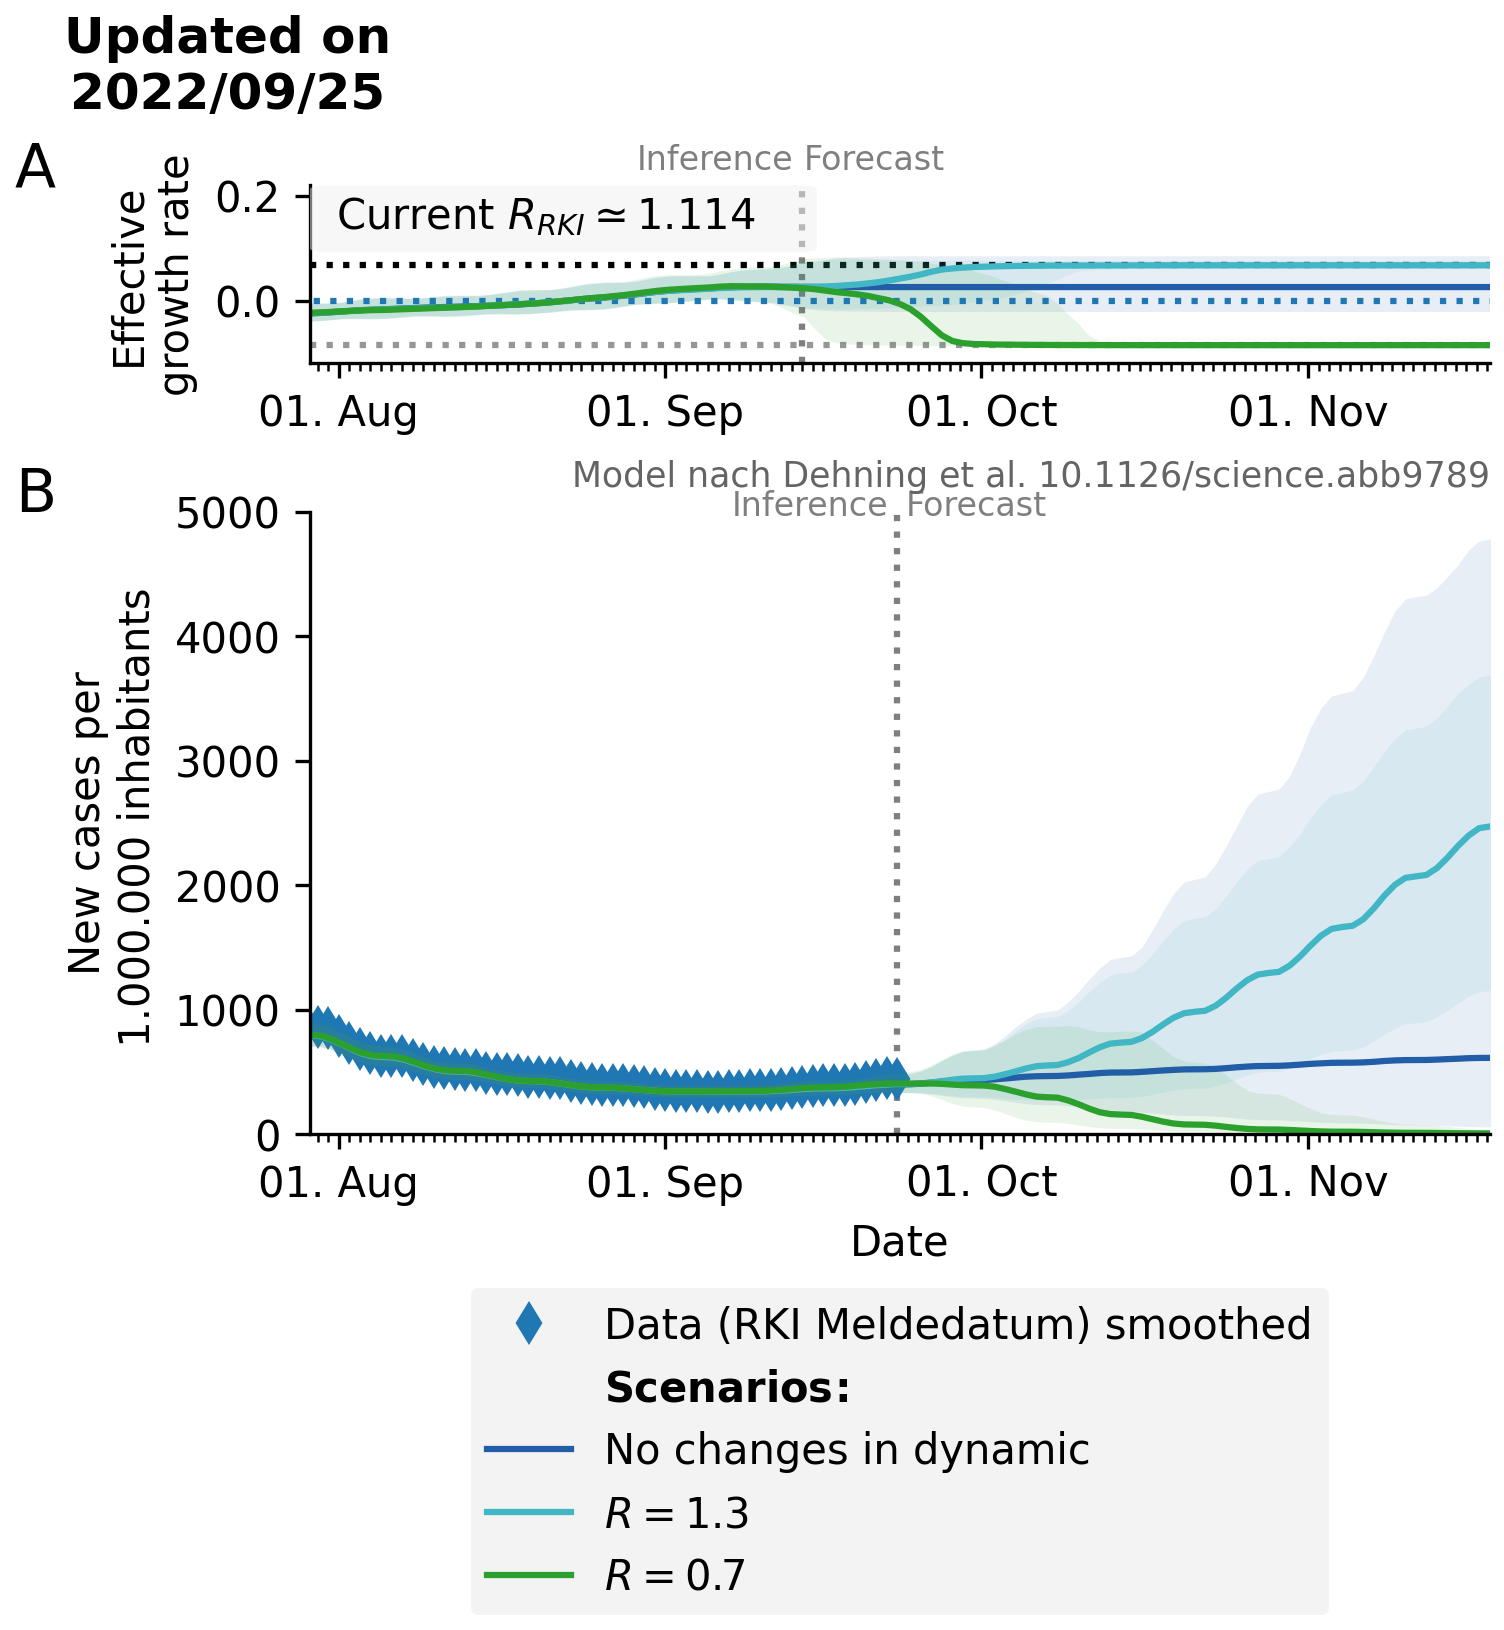 Updated on
2022/09/25
A
Inference Forecast
Effective
growth rate
0.2
0.0
Current R_RKI ≃ 1.114
01. Aug 01. Sep 01. Oct 01. Nov
B
Model nach Dehning et al. 10.1126/science.abb9789
Inference Forecast
New cases per
1.000.000 inhabitants
5000
4000
3000
2000
1000
0
01. Aug 01. Sep 01. Oct 01. Nov
Date
Data (RKI Meldedatum) smoothed
Scenarios:
No changes in dynamic
R = 1.3
R = 0.7